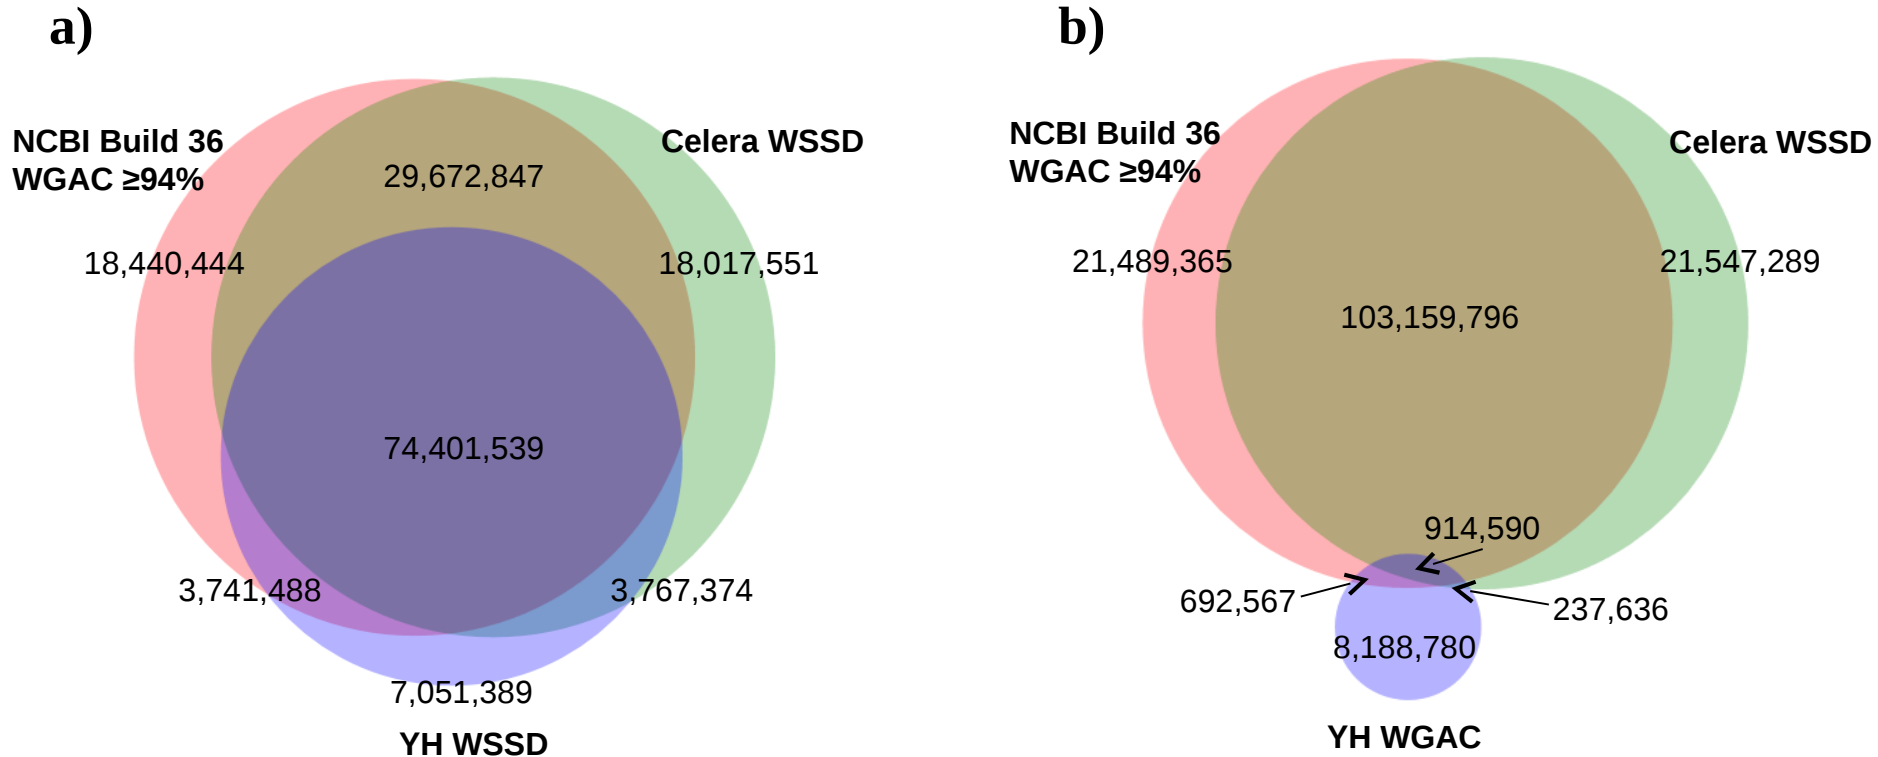 a)
NCBI Build 36
WGAC ≥94%
Celera WSSD
29,672,847
18,440,444
18,017,551
74,401,539
3,741,488
3,767,374
7,051,389
YH WSSD
b)
NCBI Build 36
WGAC ≥94%
Celera WSSD
21,489,365
21,547,289
103,159,796
914,590
692,567
237,636
8,188,780
YH WGAC